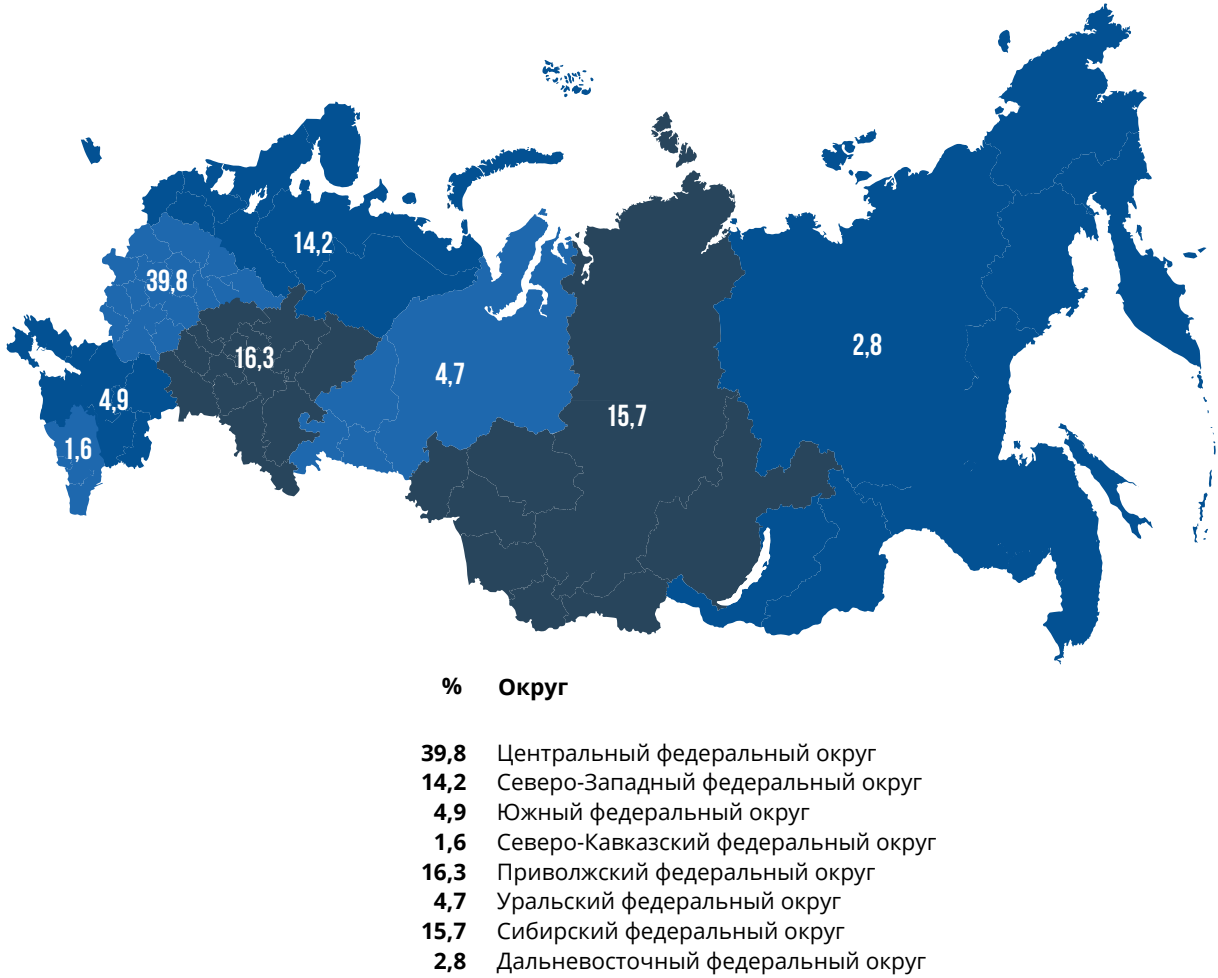 14,2
39,8
16,3
2,8
4,7
4,9
15,7
1,6
% Округ
39,8 Центральный федеральный округ
14,2 Северо-Западный федеральный округ
4,9 Южный федеральный округ
1,6 Северо-Кавказский федеральный округ
16,3 Приволжский федеральный округ
4,7 Уральский федеральный округ
15,7 Сибирский федеральный округ
2,8 Дальневосточный федеральный округ